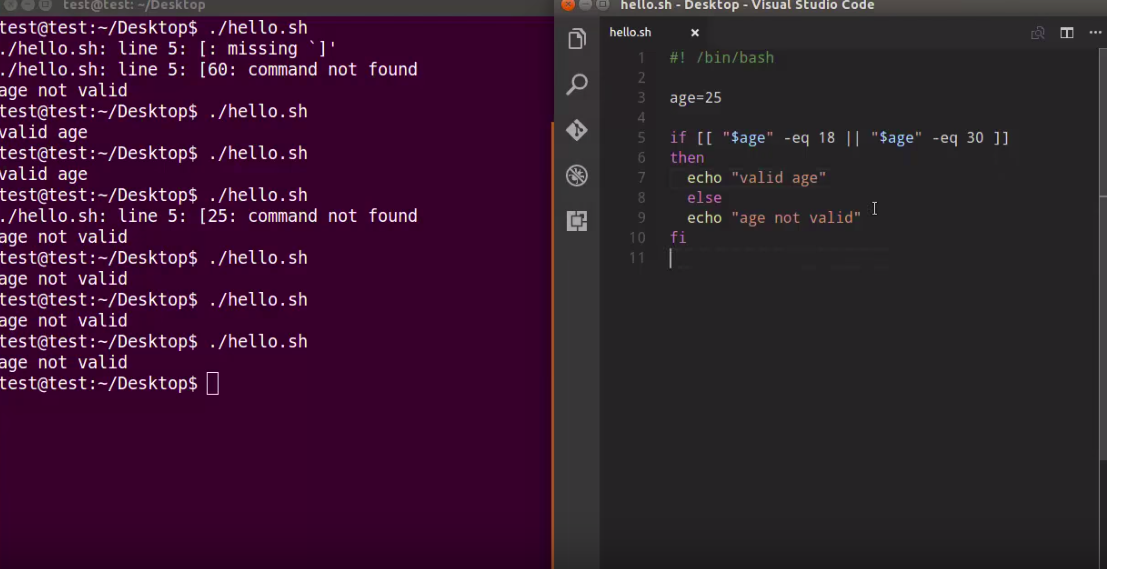 test@test: ~/Desktop
test@test:~/Desktop$ ./hello.sh
./hello.sh: line 5: [: missing `]'
./hello.sh: line 5: [60: command not found
age not valid
test@test:~/Desktop$ ./hello.sh
valid age
test@test:~/Desktop$ ./hello.sh
valid age
test@test:~/Desktop$ ./hello.sh
./hello.sh: line 5: [25: command not found
age not valid
test@test:~/Desktop$ ./hello.sh
age not valid
test@test:~/Desktop$ ./hello.sh
age not valid
test@test:~/Desktop$ ./hello.sh
age not valid
test@test:~/Desktop$
hello.sh - Desktop - Visual Studio Code
hello.sh
1 #! /bin/bash
2
3 age=25
4
5 if [[ "$age" -eq 18 || "$age" -eq 30 ]]
6 then
7 echo "valid age"
8 else
9 echo "age not valid"
10 fi
11